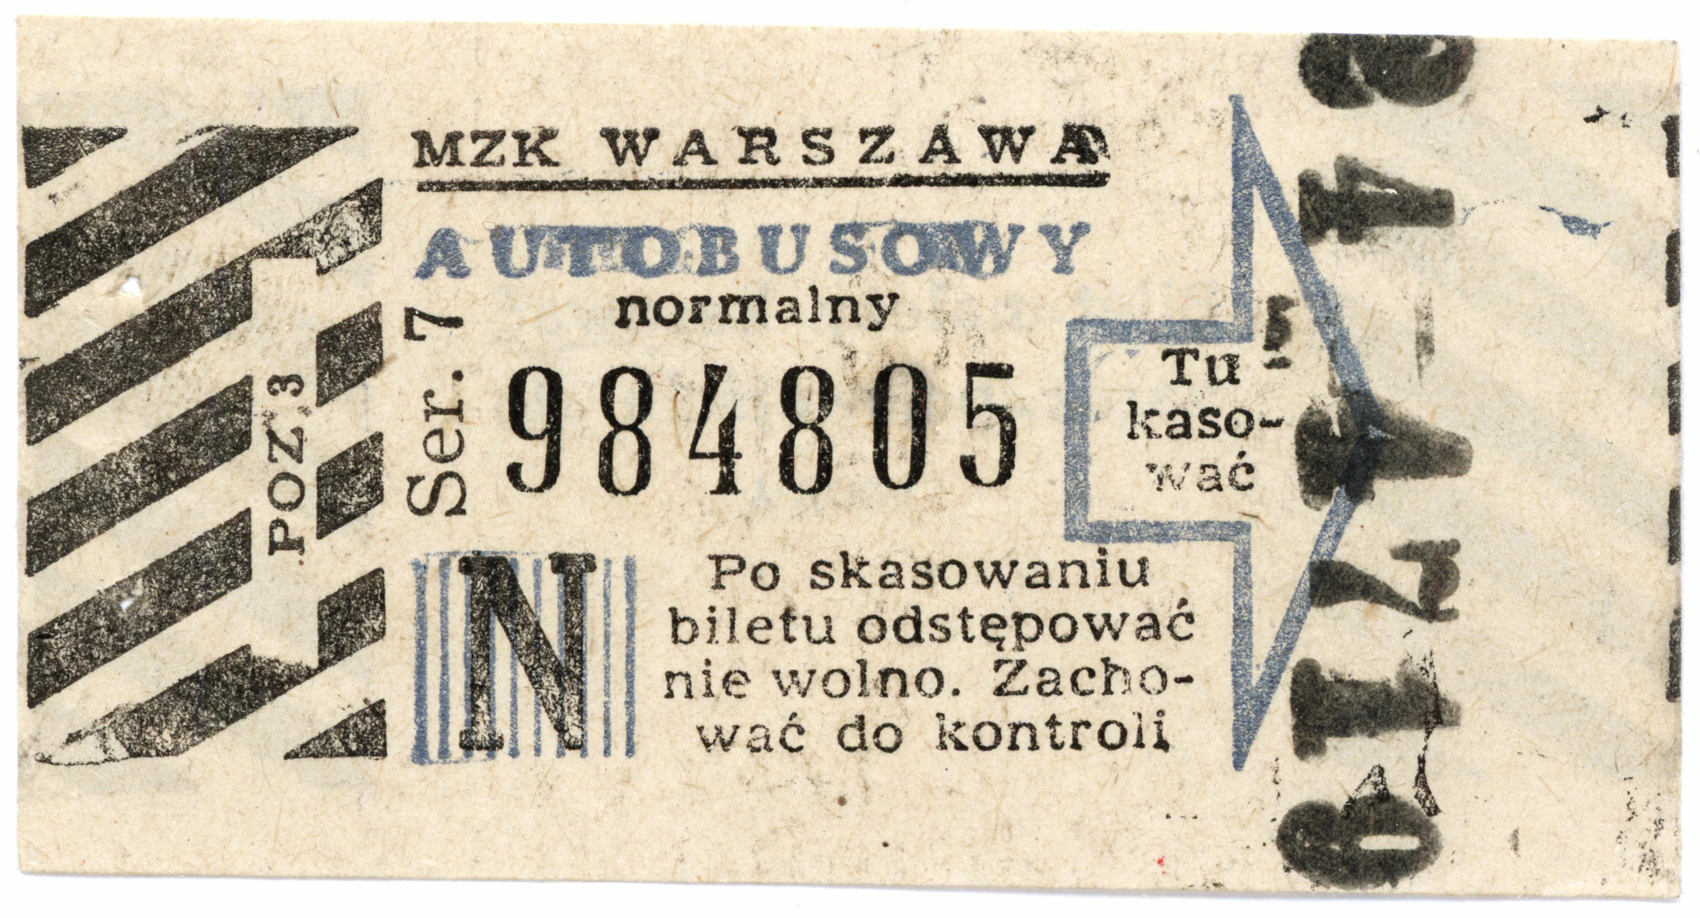 MZK WARSZAWA
AUTOBUSOWY
normalny
POZ.3
Ser. 7
984805
Tu
kaso-
wać
N
Po skasowaniu
biletu odstępować
nie wolno. Zacho-
wać do kontroli